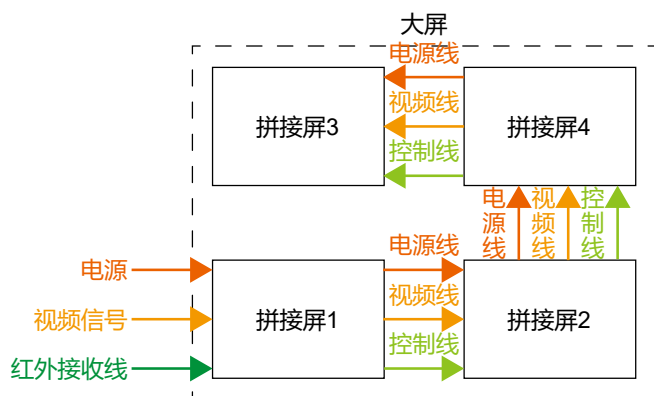 大屏
电源线
视频线
控制线
拼接屏3
拼接屏4
电源线
视频线
控制线
电源
视频信号
红外接收线
拼接屏1
电源线
视频线
控制线
拼接屏2